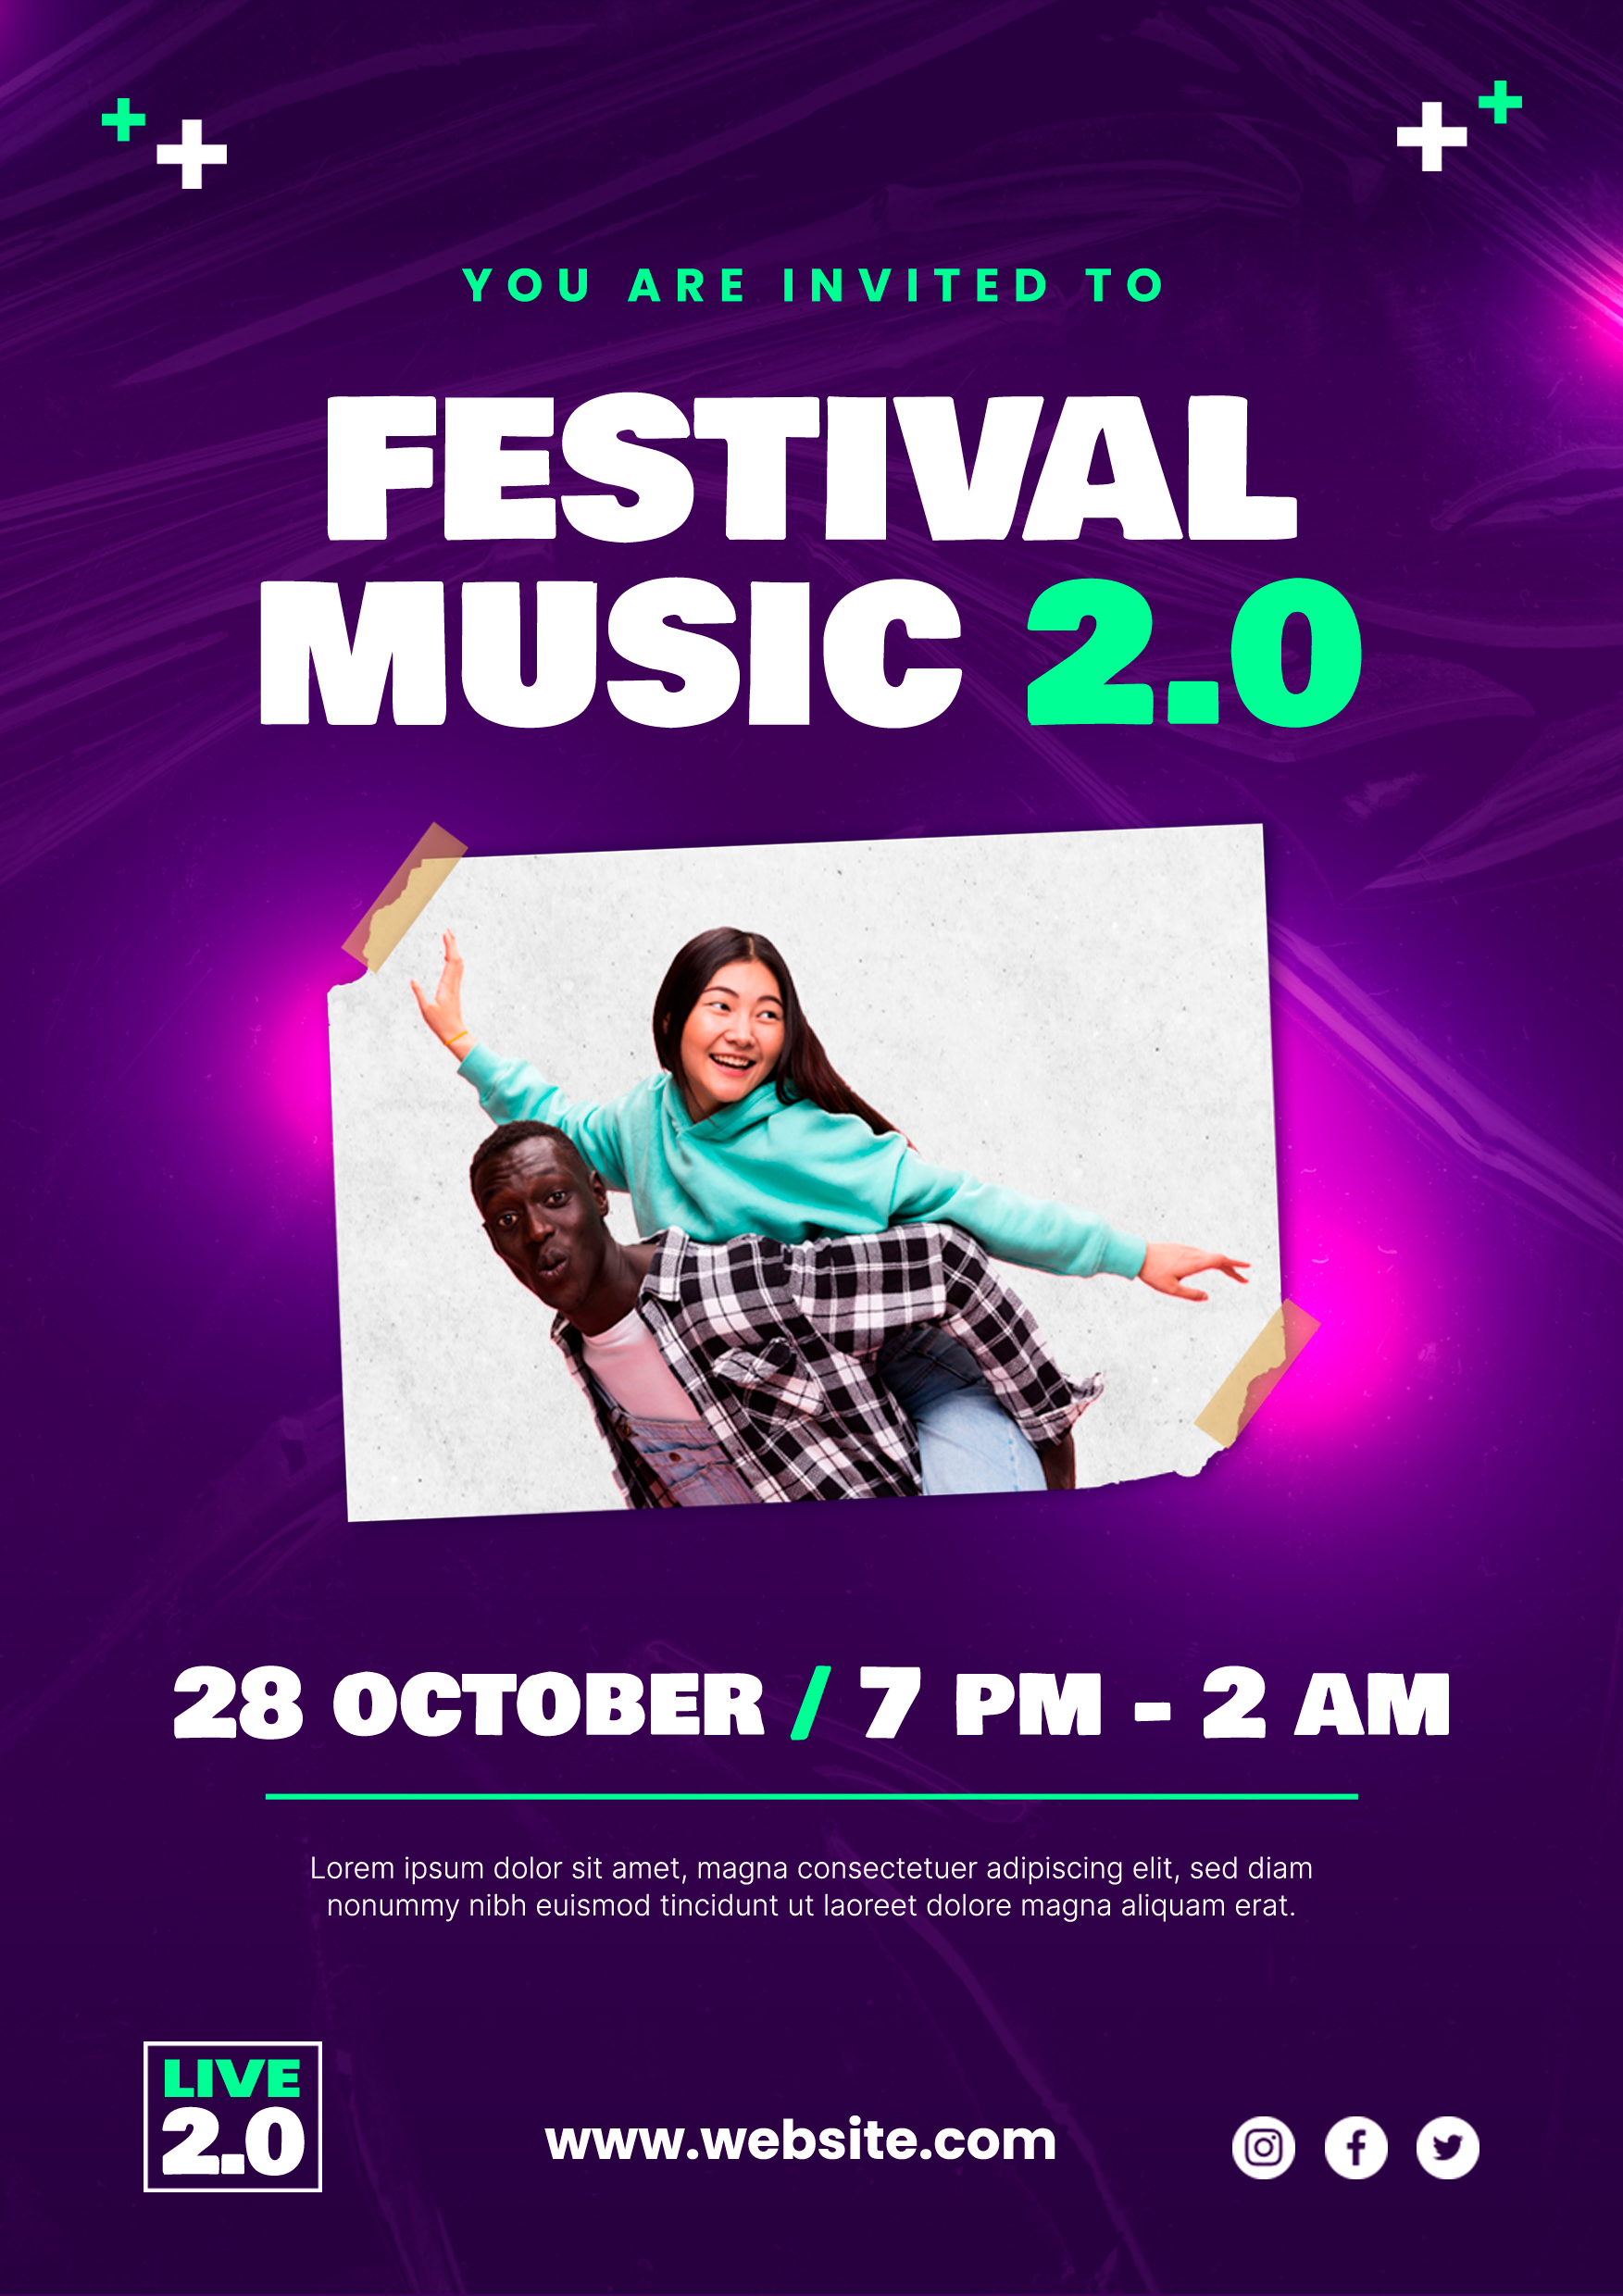 YOU ARE INVITED TO
FESTIVAL
MUSIC 2.0
28 OCTOBER / 7 PM - 2 AM
Lorem ipsum dolor sit amet, magna consectetuer adipiscing elit, sed diam
nonummy nibh euismod tincidunt ut laoreet dolore magna aliquam erat.
LIVE
2.0
www.website.com